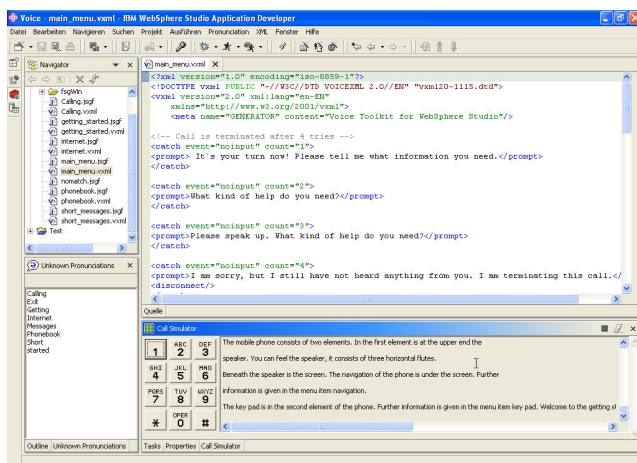 Voice - main_menu.vxml - IBM WebSphere Studio Application Developer
Datei Bearbeiten Navigieren Suchen Projekt Ausführen Pronunciation XML Fenster Hilfe
Navigator
fsgWin
Calling.jsgf
Calling.vxml
getting_started.jsgf
getting_started.vxml
internet.jsgf
internet.vxml
main_menu.jsgf
main_menu.vxml
nomatch.jsgf
phonebook.jsgf
phonebook.vxml
short_messages.jsgf
short_messages.vxml
Test
Unknown Pronunciations
Calling
Exit
Getting
Internet
Messages
Phonebook
Short
started
Outline Unknown Pronunciations
main_menu.vxml
<?xml version="1.0" encoding="iso-8859-1"?>
<!DOCTYPE vxml PUBLIC "-//W3C//DTD VOICEXML 2.0//EN" "vxml20-1115.dtd">
<vxml version="2.0" xml:lang="en-EN"
xmlns="http://www.w3.org/2001/vxml">
<meta name="GENERATOR" content="Voice Toolkit for WebSphere Studio"/>
<!-- Call is terminated after 4 tries -->
<catch event="noinput" count="1">
<prompt> It's your turn now! Please tell me what information you need.</prompt>
</catch>
<catch event="noinput" count="2">
<prompt>What kind of help do you need?</prompt>
</catch>
<catch event="noinput" count="3">
<prompt>Please speak up. What kind of help do you need?</prompt>
</catch>
<catch event="noinput" count="4">
<prompt>I am sorry, but I still have not heard anything from you. I am terminating this call.</
<disconnect/>
Quelle
Call Simulator
1
ABC
2
DEF
3
GHI
4
JKL
5
MNO
6
PQRS
7
TUV
8
WXYZ
9
*
OPER
0
#
The mobile phone consists of two elements. In the first element is at the upper end the
speaker. You can feel the speaker, it consists of three horizontal flutes.
Beneath the speaker is the screen. The navigation of the phone is under the screen. Further
information is given in the menu item navigation.
The key pad is in the second element of the phone. Further information is given in the menu item key pad. Welcome to the getting
Tasks Properties Call Simulator